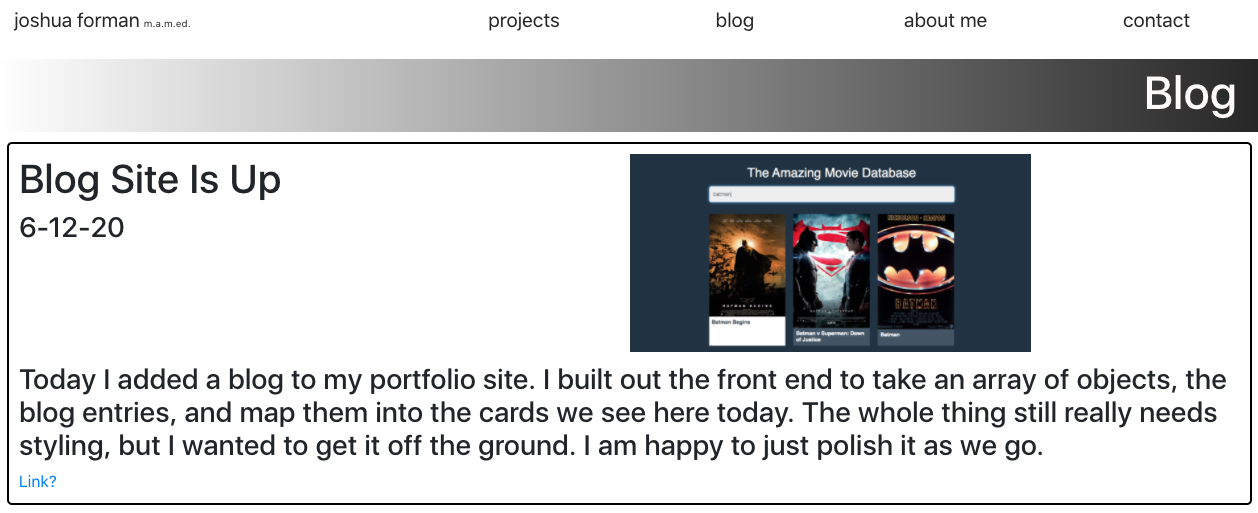 joshua forman m.a.m.ed. projects blog about me contact
Blog
Blog Site Is Up
6-12-20
The Amazing Movie Database
batman
BATMAN BEGINS
BATMAN
Batman Begins
Batman v Superman: Dawn
of Justice
Batman
Today I added a blog to my portfolio site. I built out the front end to take an array of objects, the
blog entries, and map them into the cards we see here today. The whole thing still really needs
styling, but I wanted to get it off the ground. I am happy to just polish it as we go.
Link?